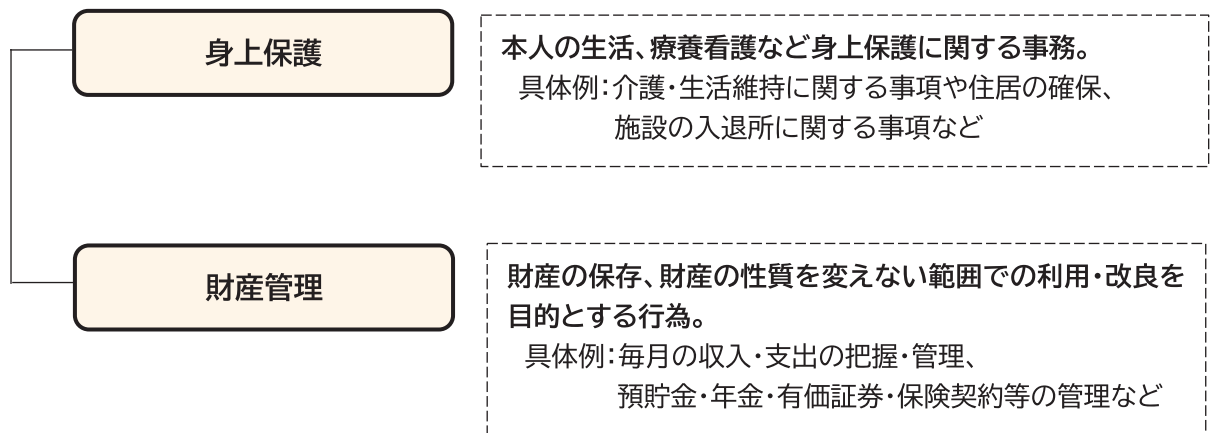 身上保護
本人の生活、療養看護など身上保護に関する事務。
具体例：介護・生活維持に関する事項や住居の確保、
施設の入退所に関する事項など
財産管理
財産の保存、財産の性質を変えない範囲での利用・改良を
目的とする行為。
具体例：毎月の収入・支出の把握・管理、
預貯金・年金・有価証券・保険契約等の管理など